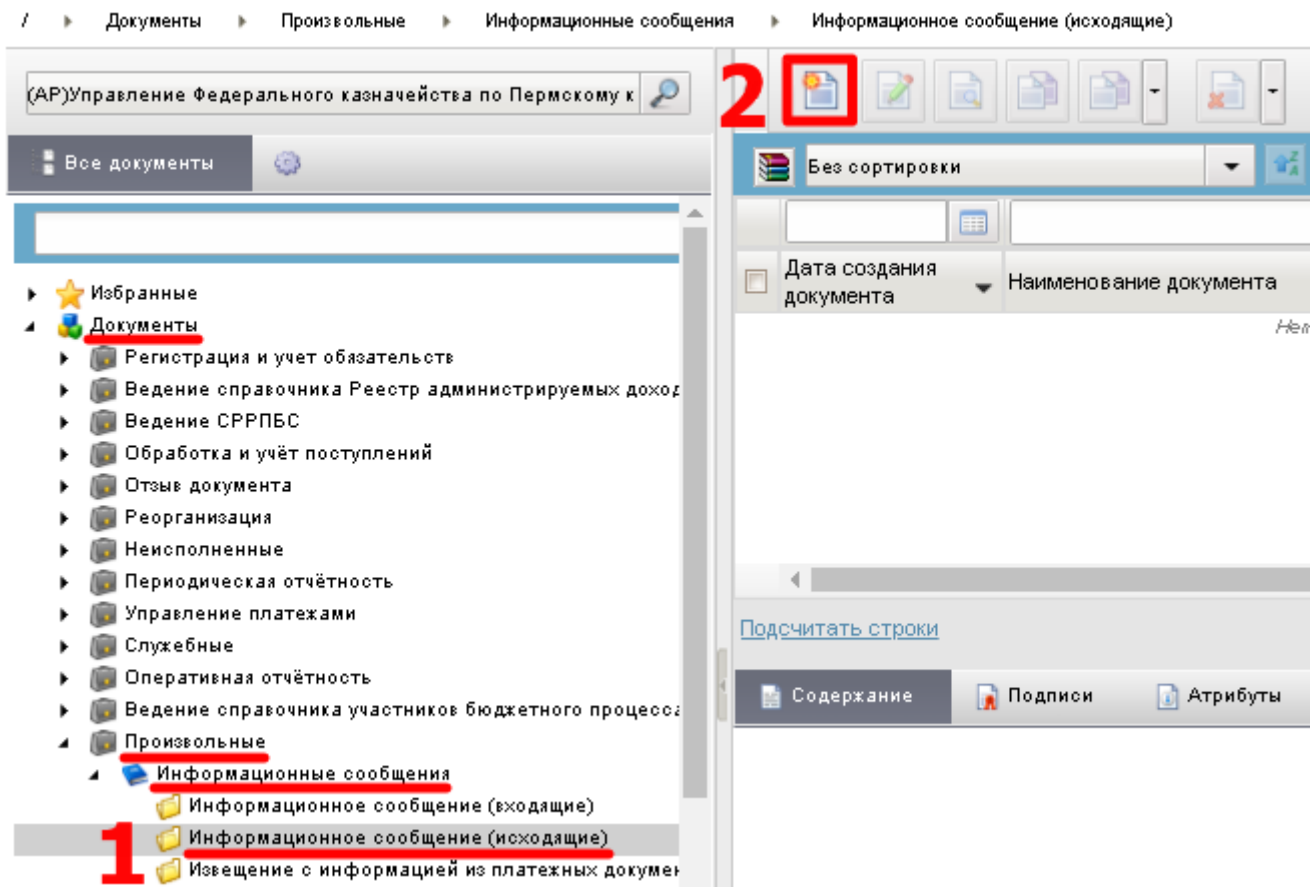 / Документы Произвольные Информационные сообщения Информационное сообщение (исходящие)
(АР)Управление Федерального казначейства по Пермскому к
2
Все документы
Без сортировки
Дата создания
документа
Наименование документа
Нет
Избранные
Документы
Регистрация и учет обязательств
Ведение справочника Реестр администрируемых доход
Ведение СРРПБС
Обработка и учёт поступлений
Отзыв документа
Реорганизация
Неисполненные
Периодическая отчётность
Управление платежами
Служебные
Оперативная отчётность
Ведение справочника участников бюджетного процесса
Произвольные
Информационные сообщения
Информационное сообщение (входящие)
1
Информационное сообщение (исходящие)
Извещение с информацией из платежных докумен
Подсчитать строки
Содержание Подписи Атрибуты